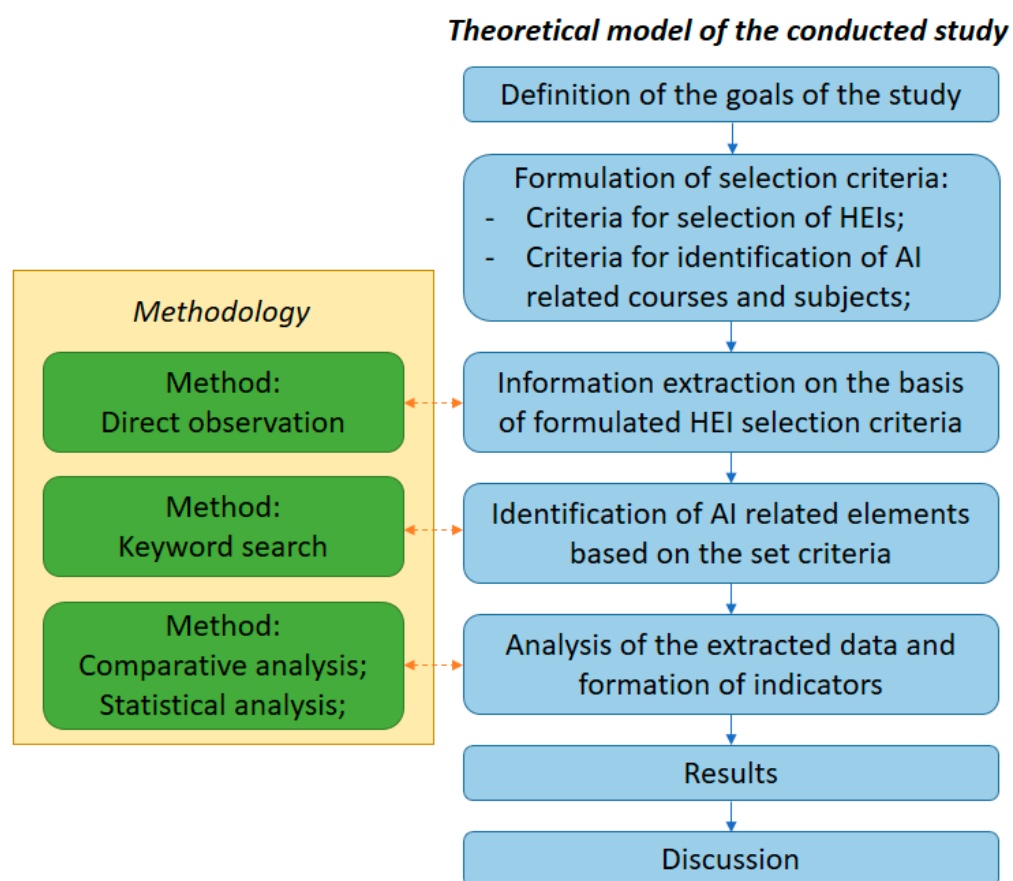 Theoretical model of the conducted study
Definition of the goals of the study
Formulation of selection criteria:
- Criteria for selection of HEIs;
- Criteria for identification of AI
related courses and subjects;
Methodology
Method:
Direct observation
Information extraction on the basis
of formulated HEI selection criteria
Method:
Keyword search
Identification of AI related elements
based on the set criteria
Method:
Comparative analysis;
Statistical analysis;
Analysis of the extracted data and
formation of indicators
Results
Discussion